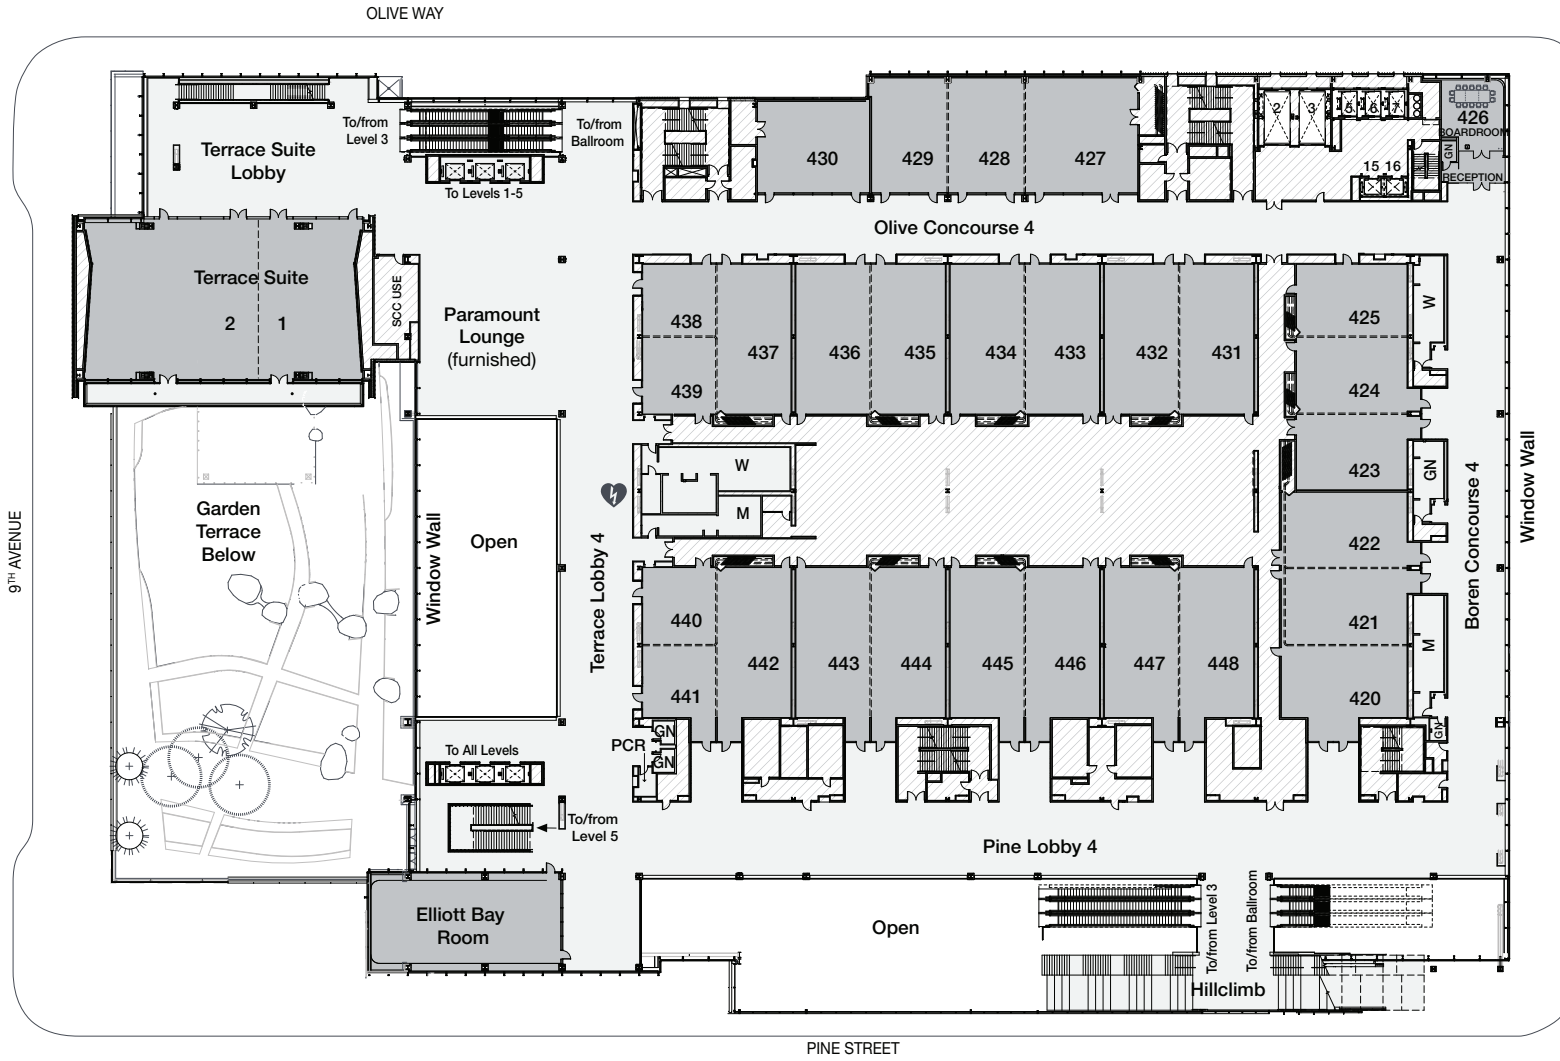 OLIVE WAY
To/from
Level 3
To/from
Ballroom
Terrace Suite
Lobby
To Levels 1-5
430
429
428
427
2
3
5
6
7
15 16
426
BOARDROOM
GN
RECEPTION
Olive Concourse 4
Terrace Suite
2
1
SCC USE
Paramount
Lounge
(furnished)
438
439
437
436
435
434
433
432
431
425
424
423
W
GN
W
M
Garden
Terrace
Below
Window Wall
Open
Terrace Lobby 4
9TH AVENUE
Boren Concourse 4
Window Wall
422
421
420
M
GN
440
441
442
443
444
445
446
447
448
PCR
GN
GN
To All Levels
To/from
Level 5
Pine Lobby 4
Elliott Bay
Room
Open
To/from Level 3
To/from Ballroom
Hillclimb
PINE STREET